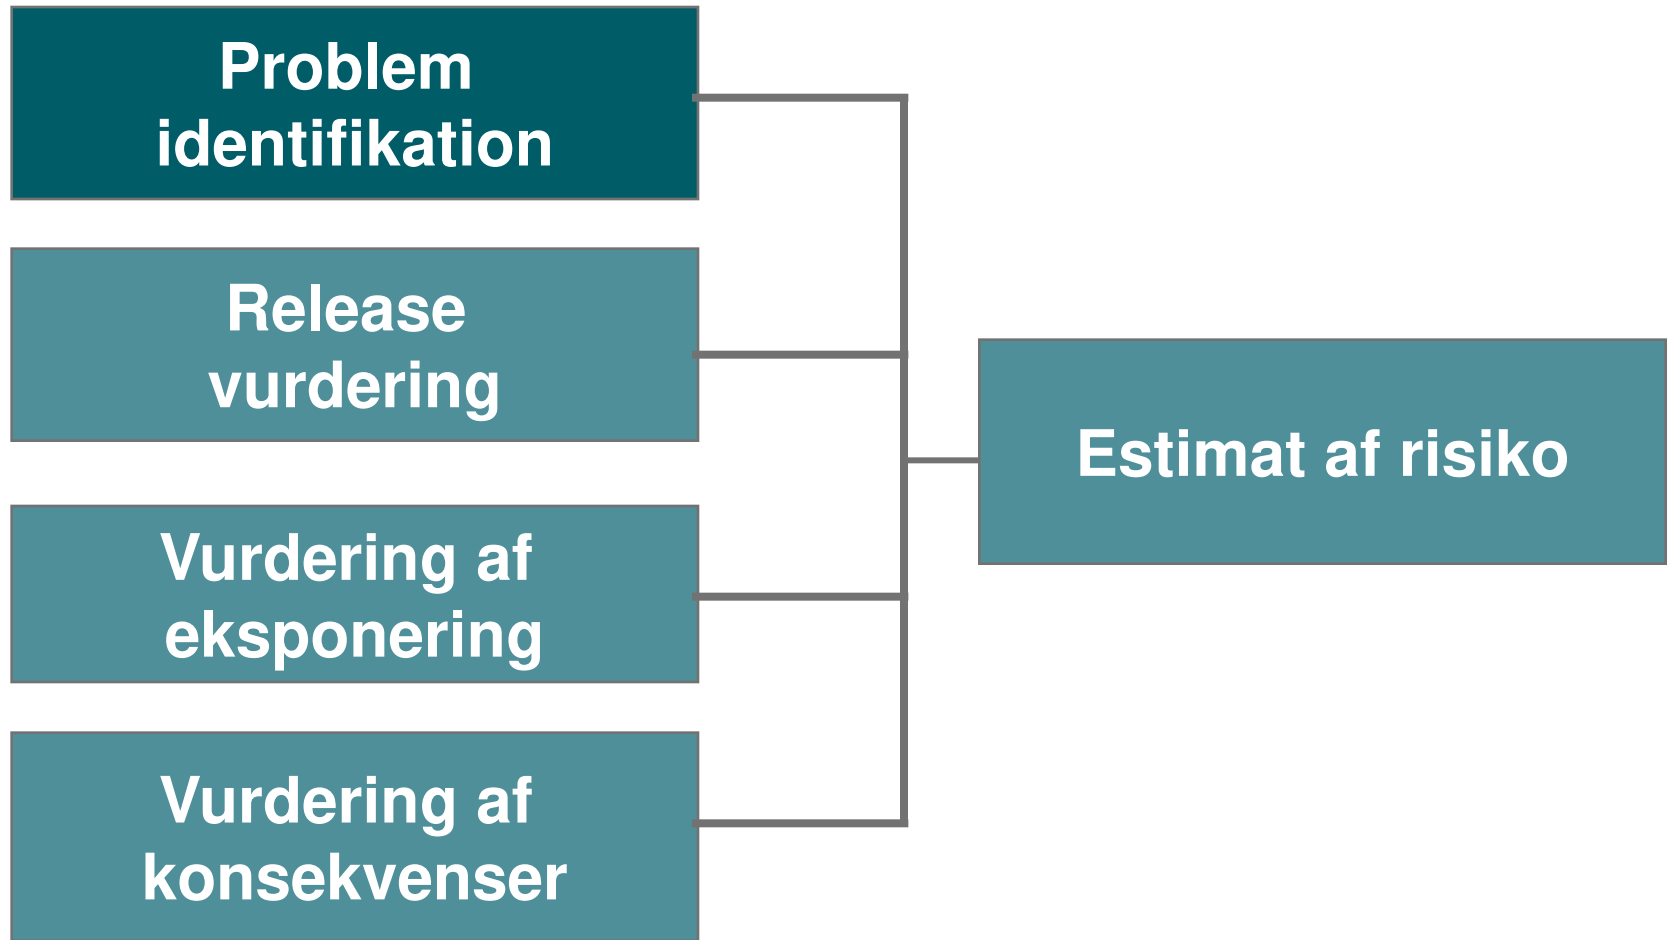 Problem
identifikation
Release
vurdering
Vurdering af
eksponering
Vurdering af
konsekvenser
Estimat af risiko